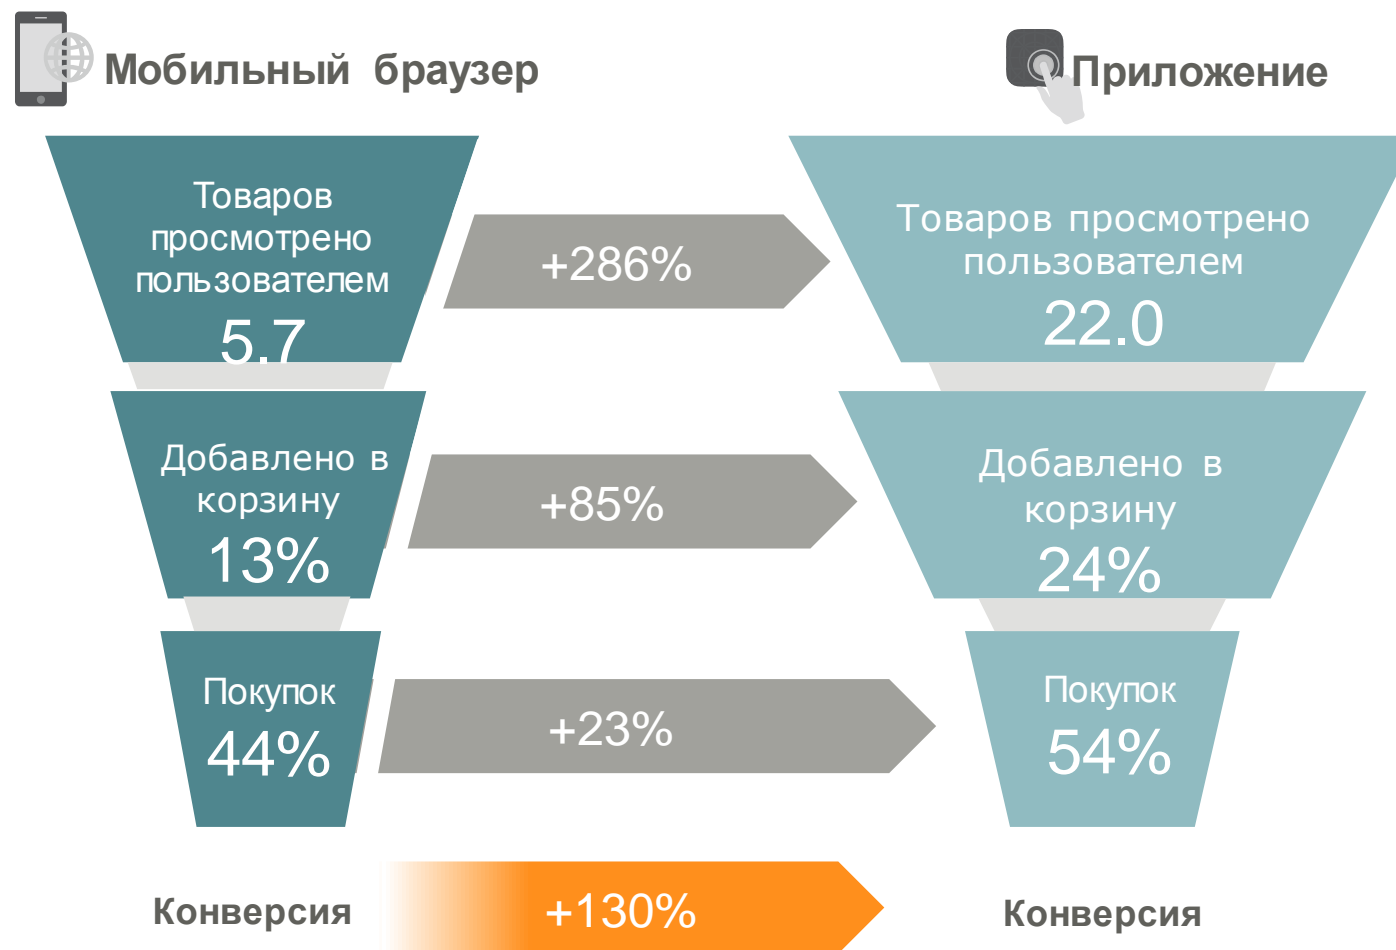 Мобильный браузер
Приложение
Товаров
просмотрено
пользователем
5.7
+286%
Товаров просмотрено
пользователем
22.0
Добавлено в
корзину
13%
+85%
Добавлено в
корзину
24%
Покупок
44%
+23%
Покупок
54%
Конверсия
+130%
Конверсия